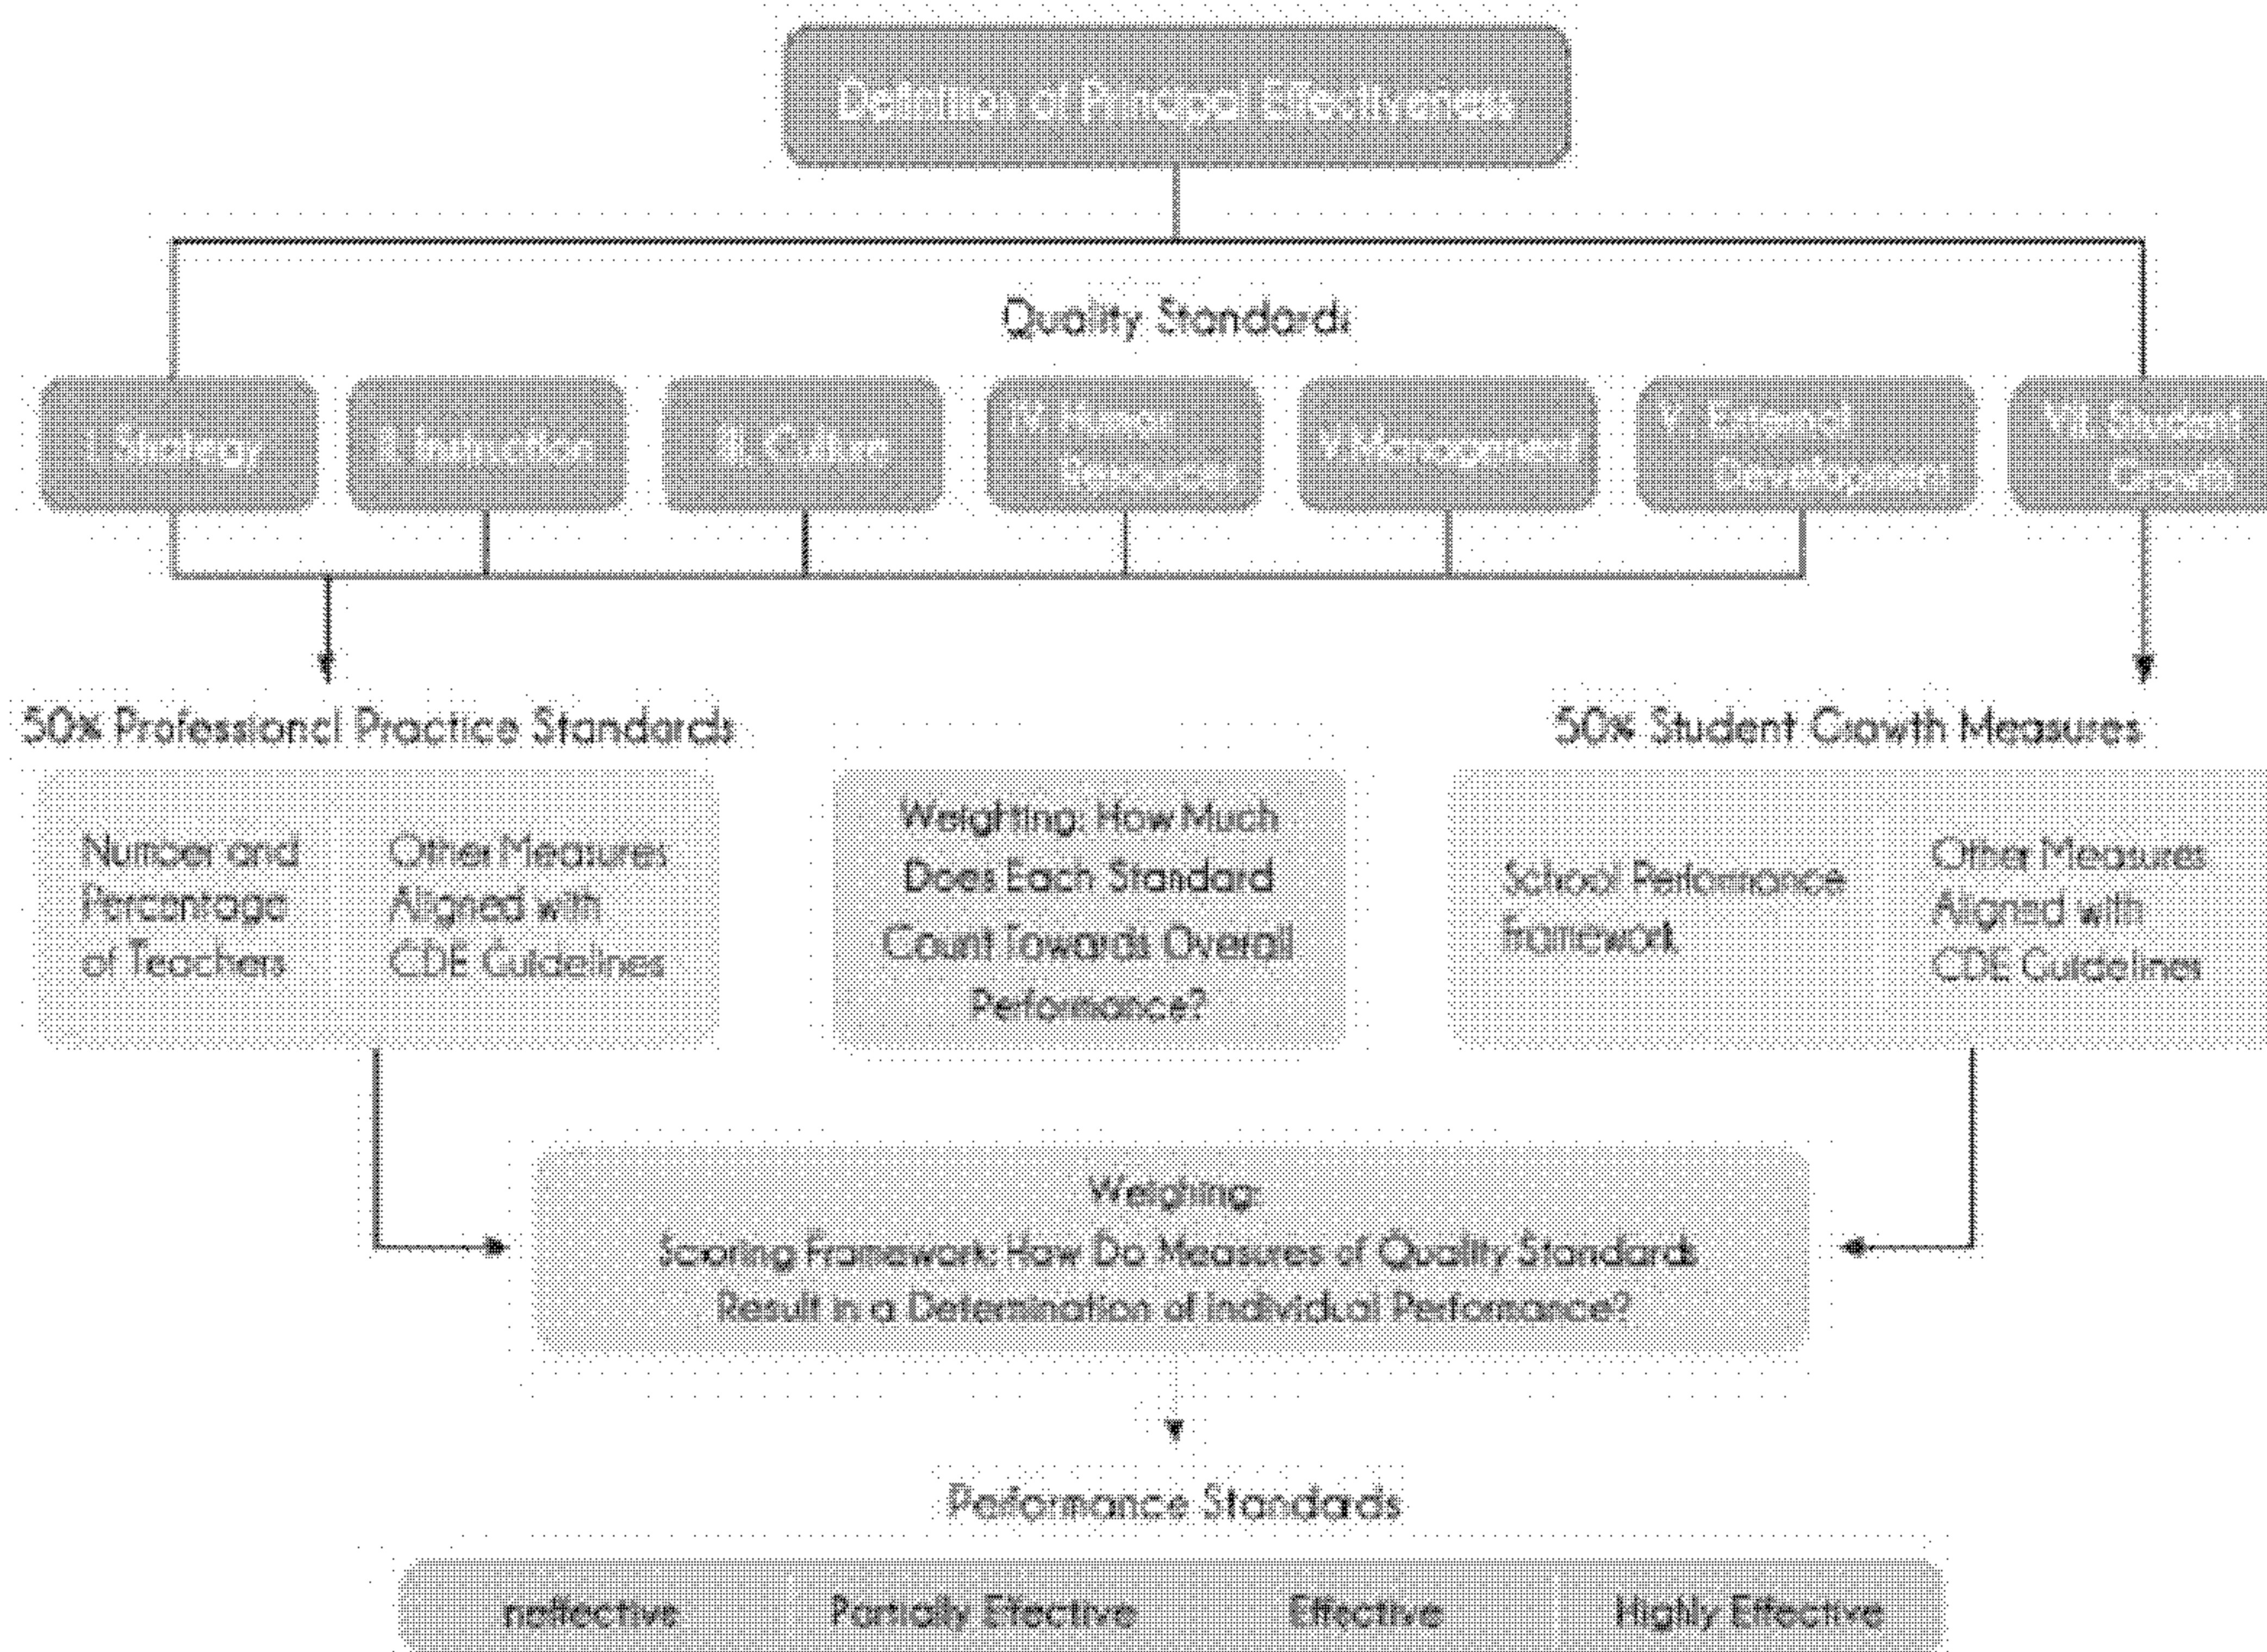 Definition of Principal Effectiveness
Quality Standards
I. Strategy
II. Instruction
III. Culture
IV. Human
Resources
V. Management
V. External
Development
VII. Student
Growth
50% Professional Practice Standards
50% Student Growth Measures
Number and
Percentage
of Teachers
Other Measures
Aligned with
CDE Guidelines
Weighting: How Much
Does Each Standard
Count Towards Overall
Performance?
School Performance
Framework
Other Measures
Aligned with
CDE Guidelines
Weighing:
Scoring Framework: How Do Measures of Quality Standards
Result in a Determination of Individual Performance?
Performance Standards
neffective
Partially Effective
Effective
Highly Effective